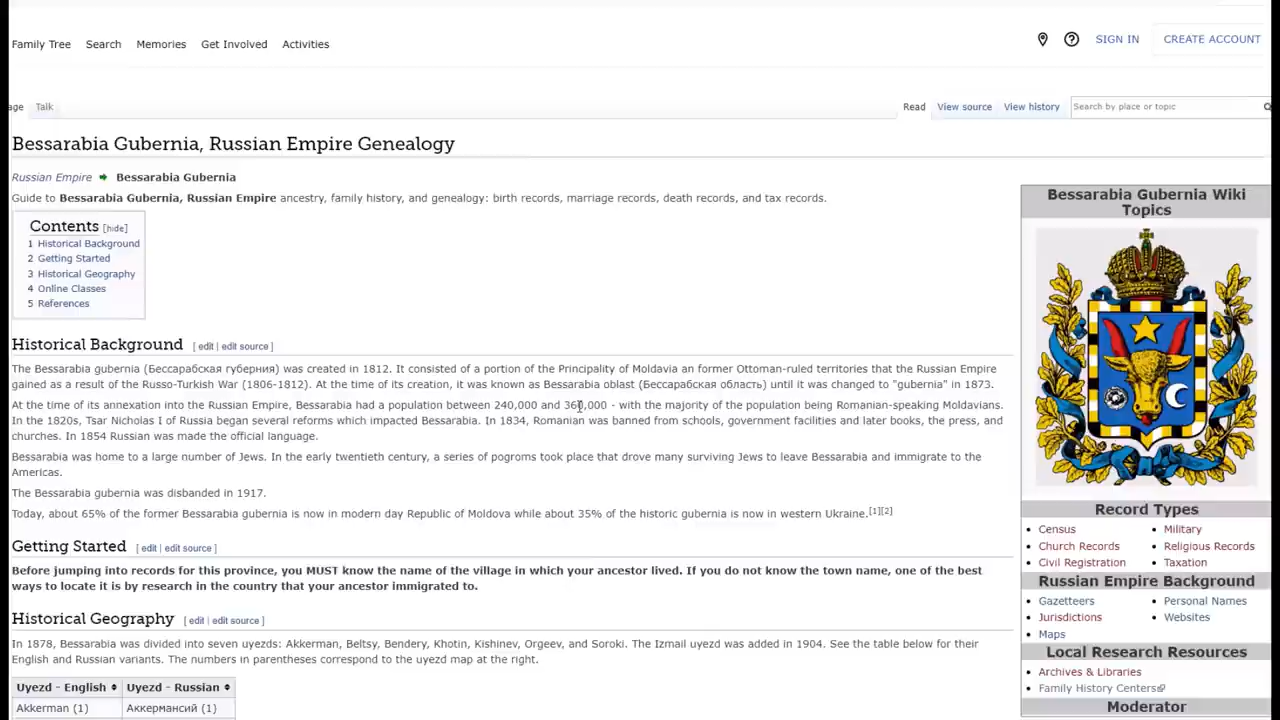 Family Tree Search Memories Get Involved Activities
SIGN IN CREATE ACCOUNT
age Talk
Read View source View history Search by place or topic
Bessarabia Gubernia, Russian Empire Genealogy
Russian Empire Bessarabia Gubernia
Guide to Bessarabia Gubernia, Russian Empire ancestry, family history, and genealogy: birth records, marriage records, death records, and tax records.
Contents [hide]
1 Historical Background
2 Getting Started
3 Historical Geography
4 Online Classes
5 References
Historical Background [ edit | edit source ]
The Bessarabia gubernia (Бессарабская губерния) was created in 1812. It consisted of a portion of the Principality of Moldavia an former Ottoman-ruled territories that the Russian Empire
gained as a result of the Russo-Turkish War (1806-1812). At the time of its creation, it was known as Bessarabia oblast (Бессарабская область) until it was changed to "gubernia" in 1873.
At the time of its annexation into the Russian Empire, Bessarabia had a population between 240,000 and 360,000 - with the majority of the population being Romanian-speaking Moldavians.
In the 1820s, Tsar Nicholas I of Russia began several reforms which impacted Bessarabia. In 1834, Romanian was banned from schools, government facilities and later books, the press, and
churches. In 1854 Russian was made the official language.
Bessarabia was home to a large number of Jews. In the early twentieth century, a series of pogroms took place that drove many surviving Jews to leave Bessarabia and immigrate to the
Americas.
The Bessarabia gubernia was disbanded in 1917.
Today, about 65% of the former Bessarabia gubernia is now in modern day Republic of Moldova while about 35% of the historic gubernia is now in western Ukraine.[1][2]
Getting Started [ edit | edit source ]
Before jumping into records for this province, you MUST know the name of the village in which your ancestor lived. If you do not know the town name, one of the best
ways to locate it is by research in the country that your ancestor immigrated to.
Historical Geography [ edit | edit source ]
In 1878, Bessarabia was divided into seven uyezds: Akkerman, Beltsy, Bendery, Khotin, Kishinev, Orgeev, and Soroki. The Izmail uyezd was added in 1904. See the table below for their
English and Russian variants. The numbers in parentheses correspond to the uyezd map at the right.
Uyezd - English Uyezd - Russian
Akkerman (1) Аккермансий (1)
Bessarabia Gubernia Wiki
Topics
Record Types
Census Military
Church Records Religious Records
Civil Registration Taxation
Russian Empire Background
Gazetteers Personal Names
Jurisdictions Websites
Maps
Local Research Resources
Archives & Libraries
Family History Centers
Moderator